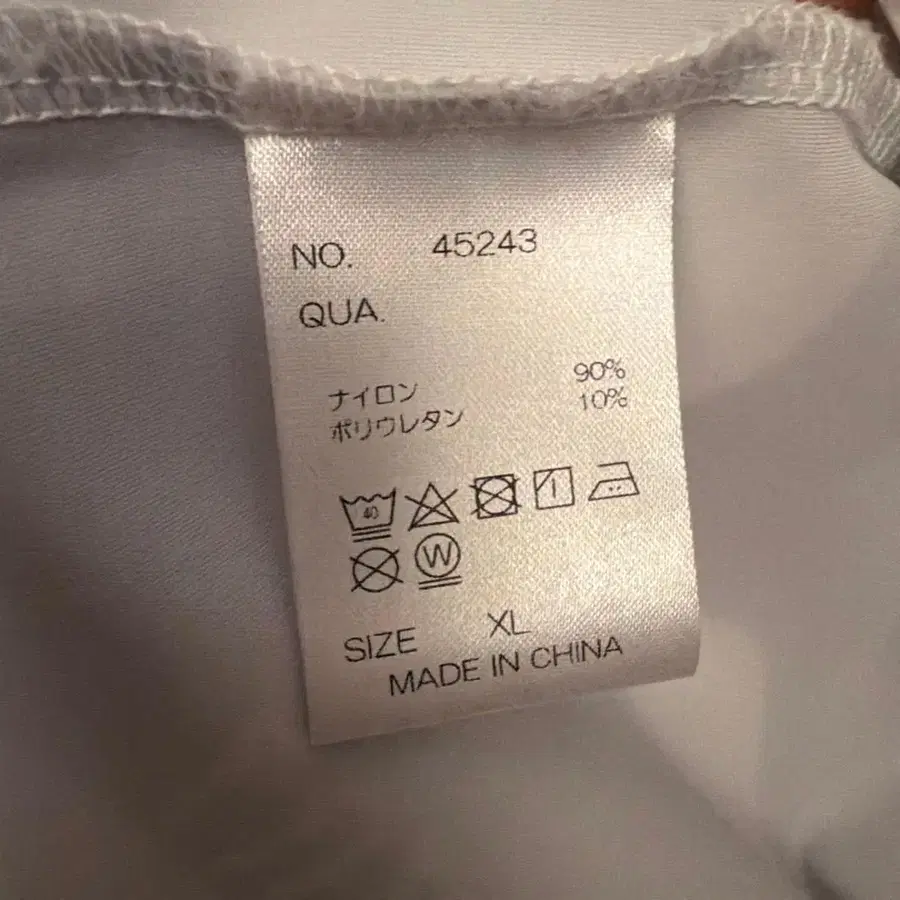 NO. 45243
QUA.
ナイロン 90%
ポリウレタン 10%
40
W
SIZE XL
MADE IN CHINA